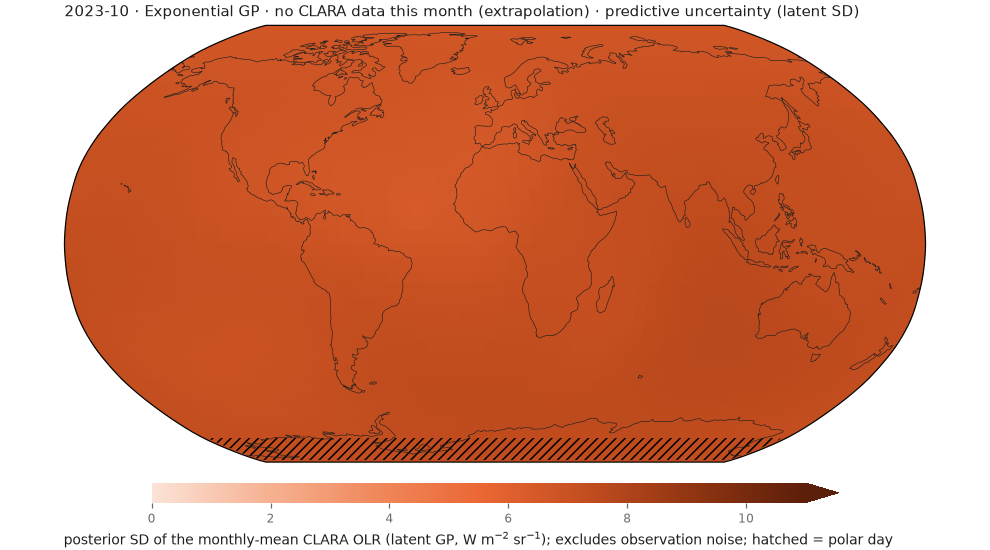 2023-10 · Exponential GP · no CLARA data this month (extrapolation) · predictive uncertainty (latent SD)
0 2 4 6 8 10
posterior SD of the monthly-mean CLARA OLR (latent GP, W m⁻² sr⁻¹); excludes observation noise; hatched = polar day